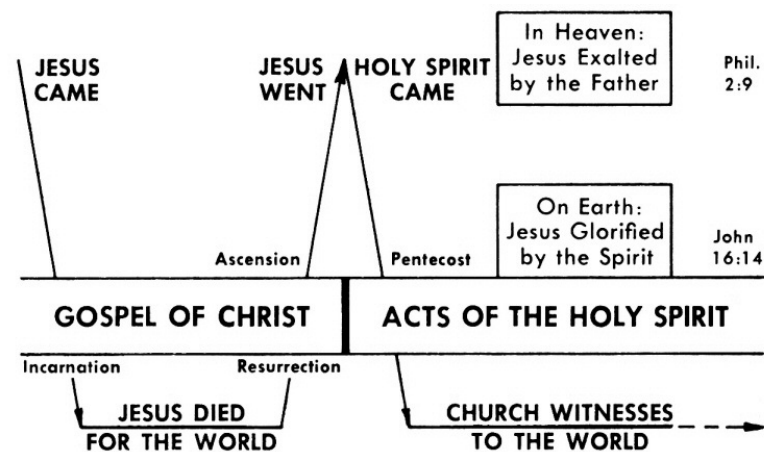 JESUS
CAME
JESUS
WENT
HOLY SPIRIT
CAME
In Heaven:
Jesus Exalted
by the Father
Phil.
2:9
On Earth:
Jesus Glorified
by the Spirit
John
16:14
Ascension
Pentecost
GOSPEL OF CHRIST
ACTS OF THE HOLY SPIRIT
Incarnation
Resurrection
JESUS DIED
FOR THE WORLD
CHURCH WITNESSES
TO THE WORLD